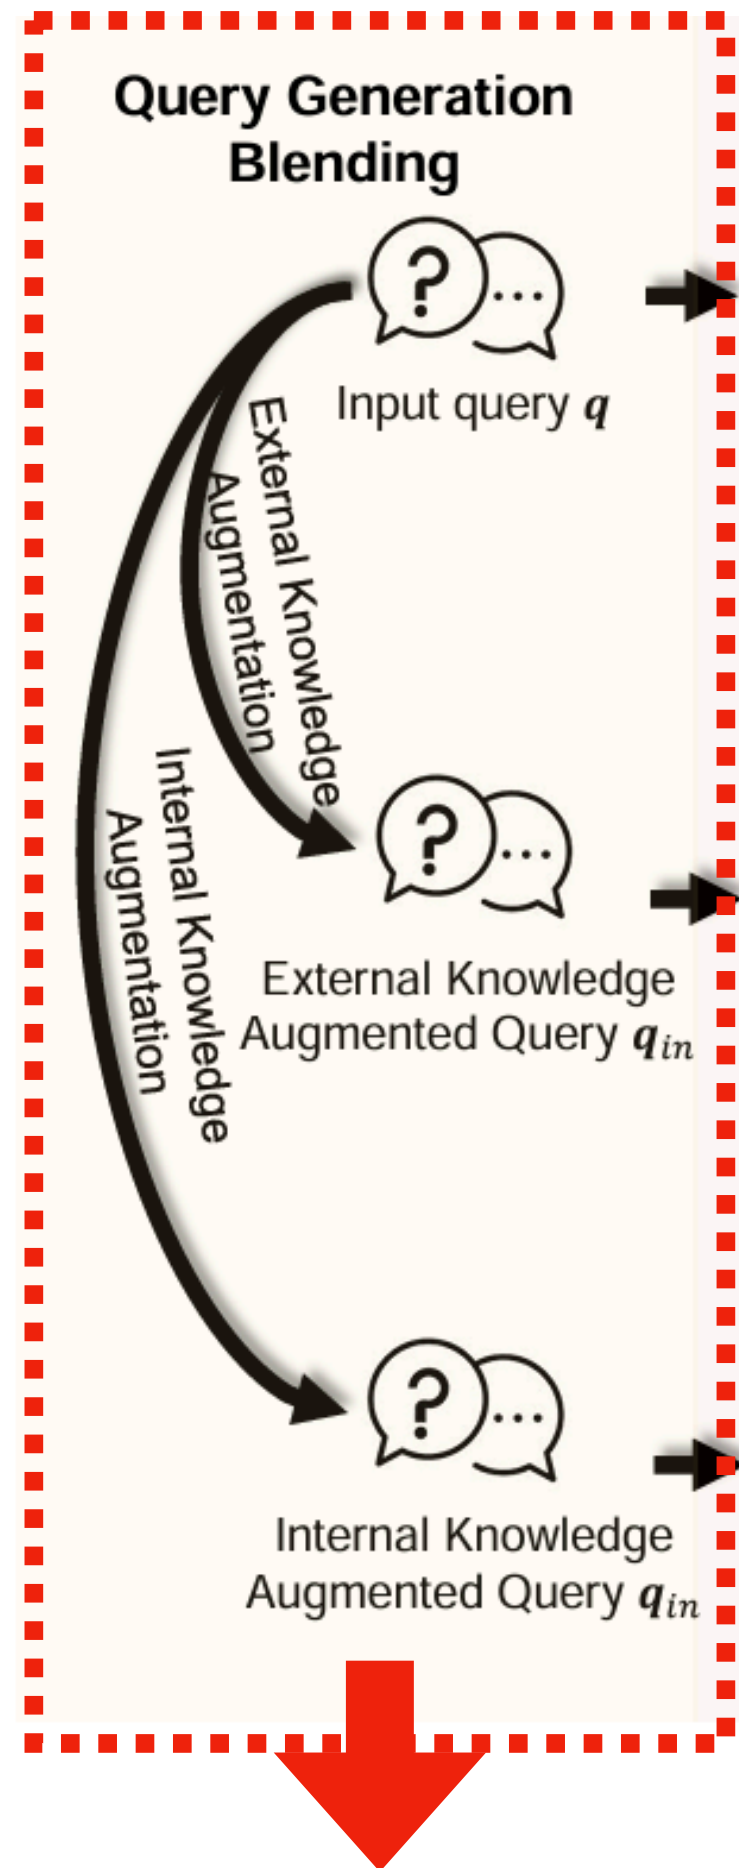 Query Generation
Blending
Input query q
External Knowledge
Augmentation
Internal Knowledge
Augmentation
External Knowledge
Augmented Query q_in
Internal Knowledge
Augmented Query q_in